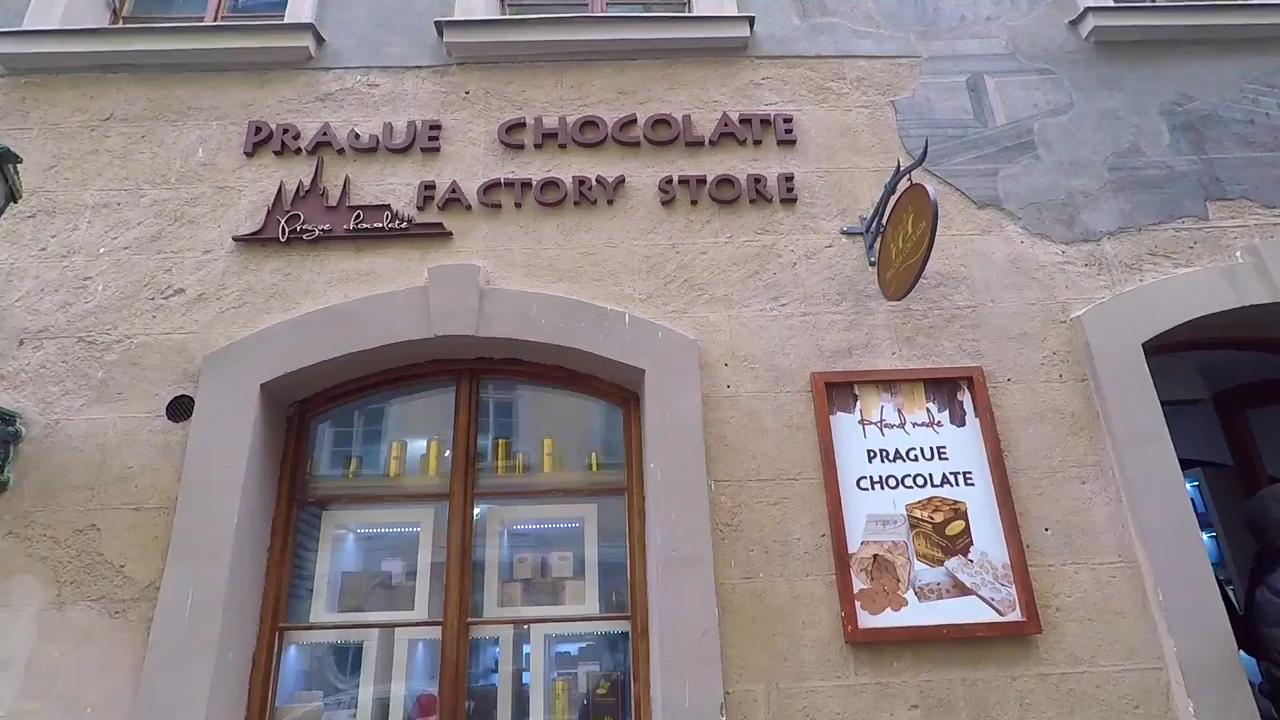 PRAGUE CHOCOLATE
FACTORY STORE
Prague chocolate
Hand made
PRAGUE
CHOCOLATE